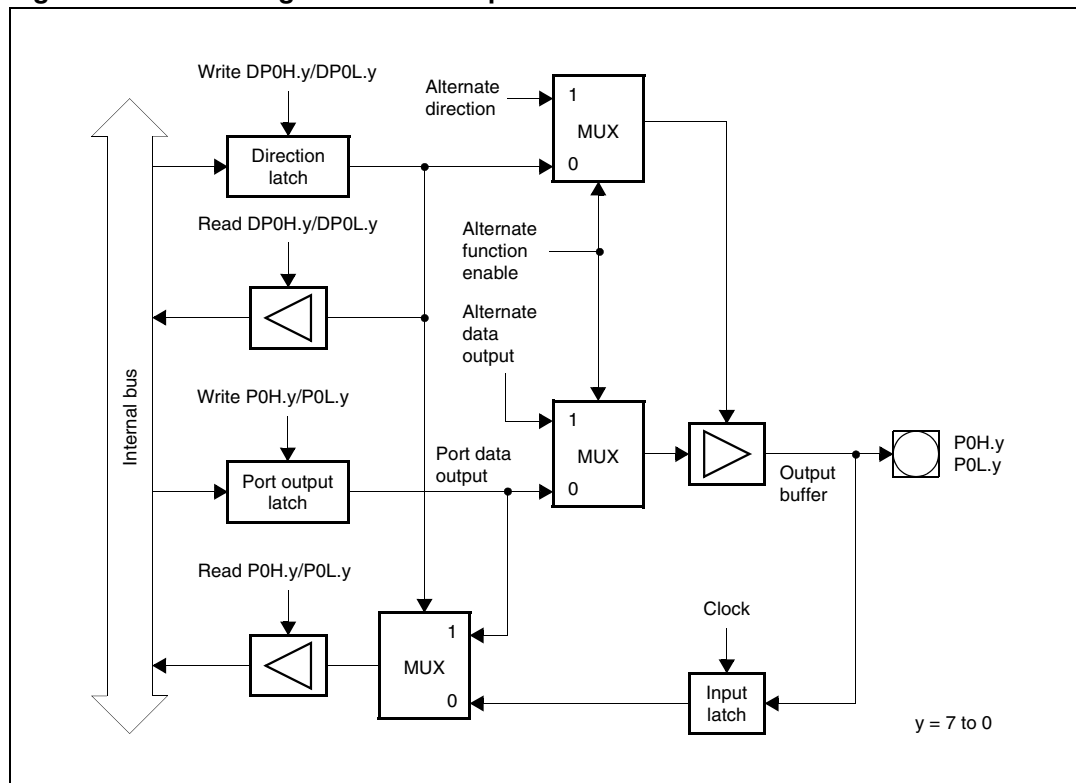 Write DP0H.y/DP0L.y
Alternate
direction
1
MUX
0
Direction
latch
Read DP0H.y/DP0L.y
Alternate
function
enable
Alternate
data
output
Internal bus
Write P0H.y/P0L.y
1
MUX
0
Port data
output
Port output
latch
Output
buffer
P0H.y
P0L.y
Read P0H.y/P0L.y
Clock
1
MUX
0
Input
latch
y = 7 to 0